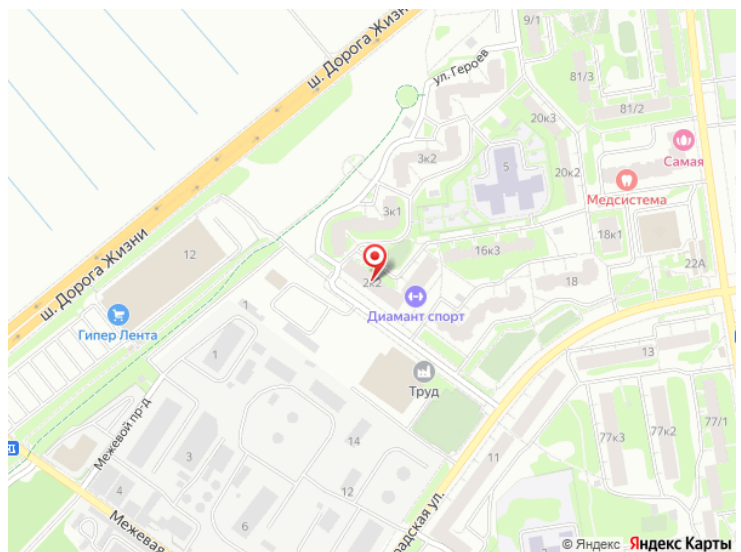 9/1
ш. Дорога Жизни
ул. Героев
81/3
81/2
20к3
Самая
3к2
5
20к2
Медсистема
3к1
18к1
ш. Дорога Жизни
12
16к3
22А
2к2
18
Гипер Лента
1
Диамант спорт
1
13
Труд
Межевой пр-д
77/1
77к2
77к3
14
3
11
4
12
6
Межевая
радская ул.
© Яндекс Яндекс Карты